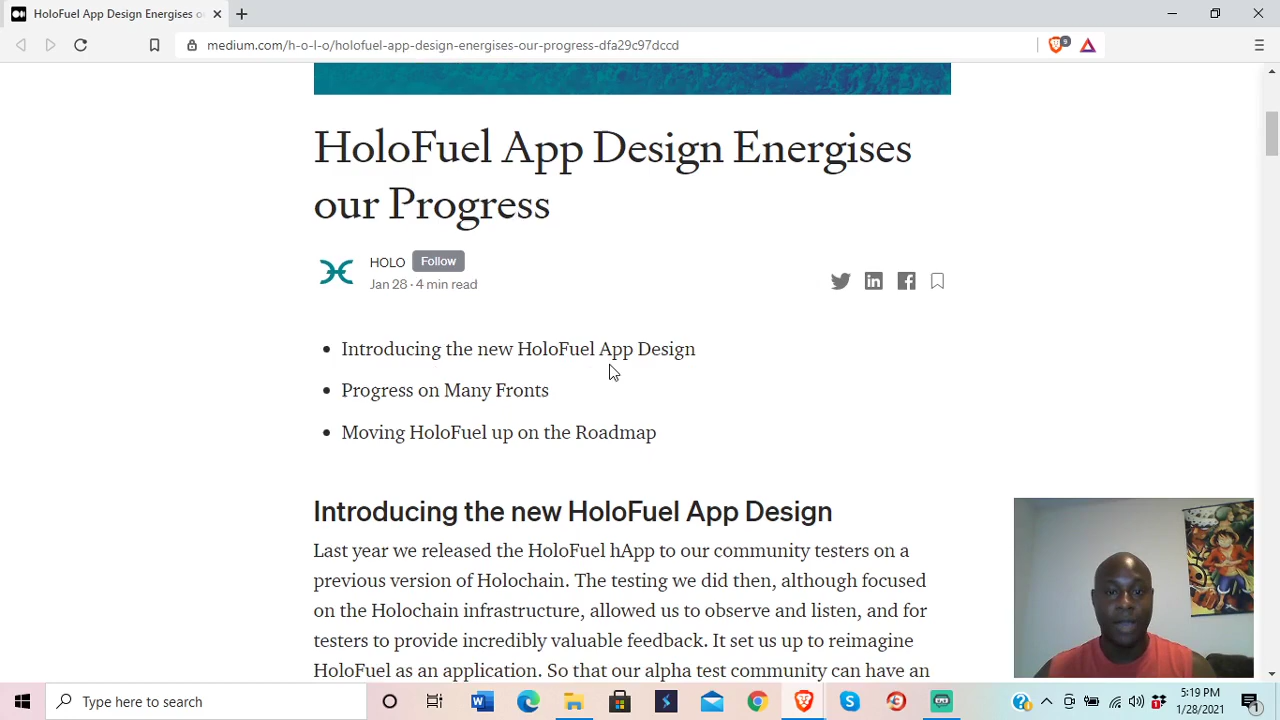 HoloFuel App Design Energises o
medium.com/h-o-l-o/holofuel-app-design-energises-our-progress-dfa29c97dccd
9
HoloFuel App Design Energises
our Progress
HOLO Follow
Jan 28 · 4 min read
• Introducing the new HoloFuel App Design
• Progress on Many Fronts
• Moving HoloFuel up on the Roadmap
Introducing the new HoloFuel App Design
Last year we released the HoloFuel hApp to our community testers on a
previous version of Holochain. The testing we did then, although focused
on the Holochain infrastructure, allowed us to observe and listen, and for
testers to provide incredibly valuable feedback. It set us up to reimagine
HoloFuel as an application. So that our alpha test community can have an
Type here to search
5:19 PM
1/28/2021